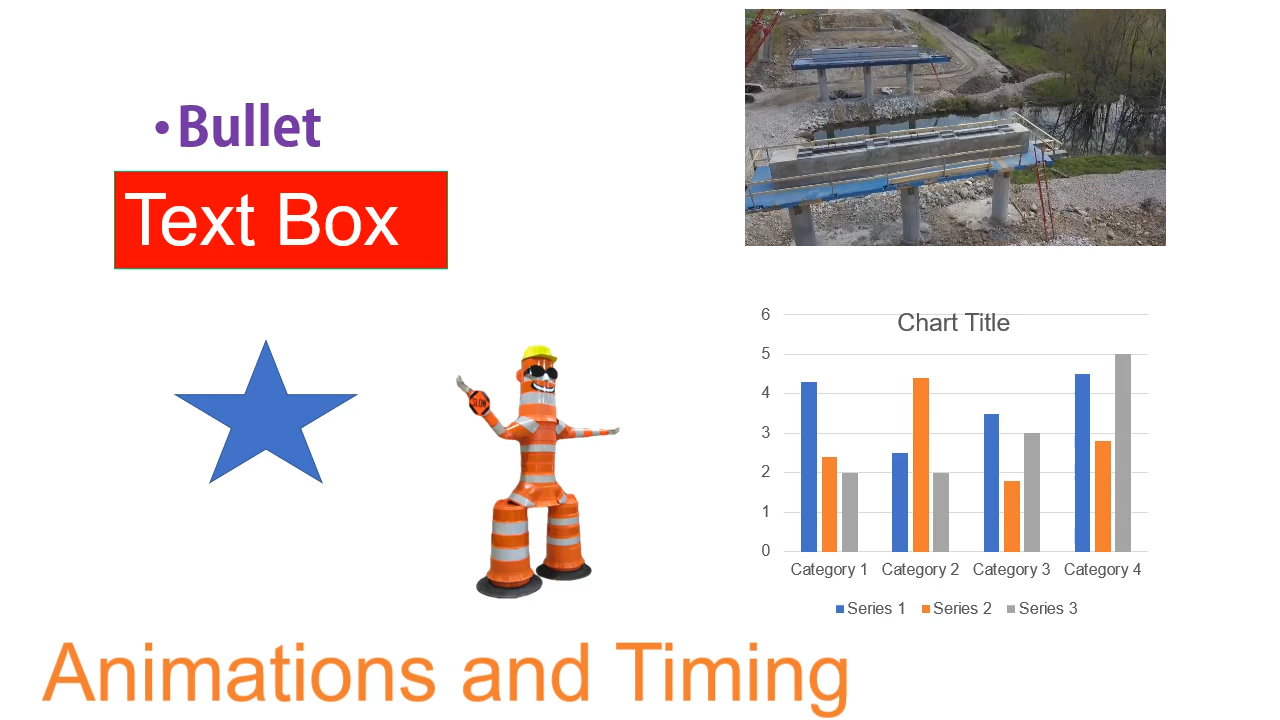 • Bullet
Text Box
SLOW
Chart Title
6
5
4
3
2
1
0
Category 1 Category 2 Category 3 Category 4
Series 1 Series 2 Series 3
Animations and Timing